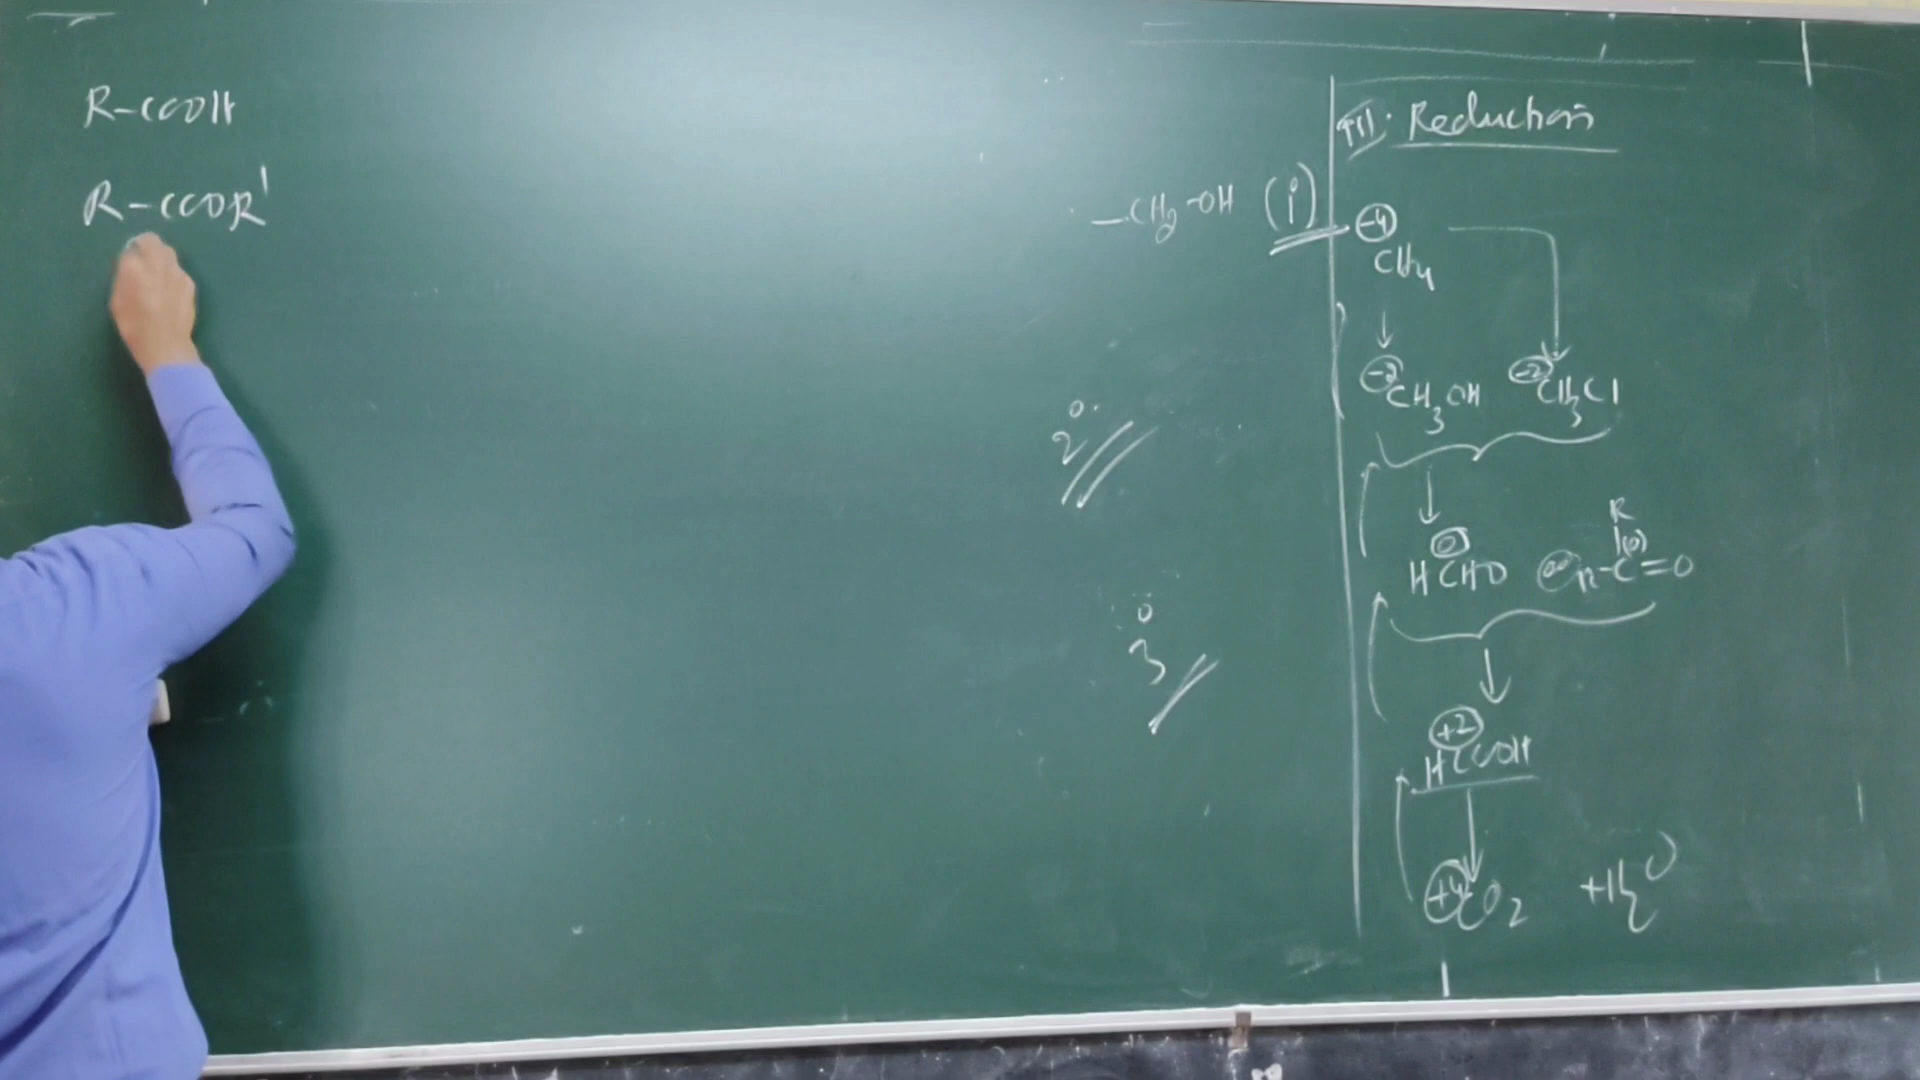 R-COOH
R-COOR'
-CH2-OH (i)
2°
3°
III. Reduction
-4
CH4
-2 CH3OH -2 CH3Cl
R
0 (0)
HCHO R-C=O
+2
HCOOH
+4 CO2 +H2O